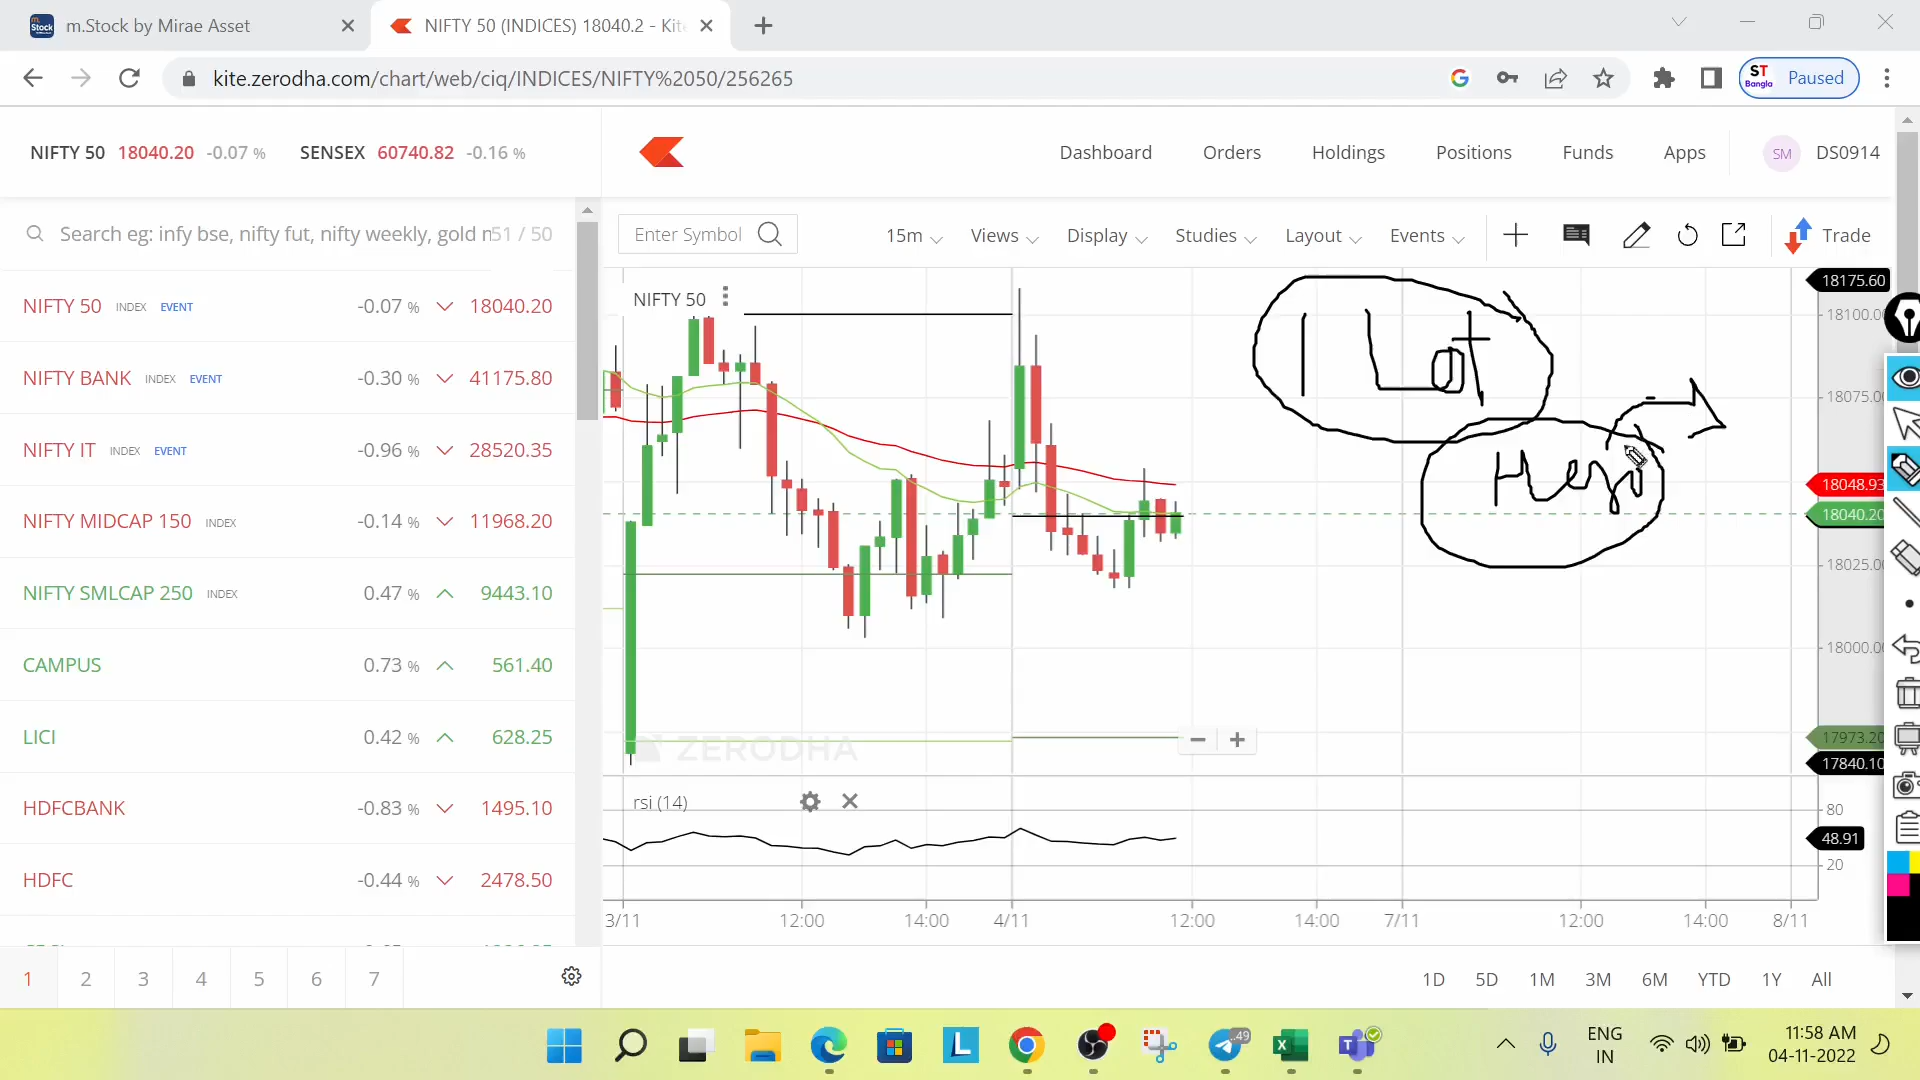 m.Stock by Mirae Asset
NIFTY 50 (INDICES) 18040.2 - Kit
kite.zerodha.com/chart/web/ciq/INDICES/NIFTY%2050/256265
ST Bangla Paused
NIFTY 50 18040.20 -0.07 % SENSEX 60740.82 -0.16 %
Dashboard Orders Holdings Positions Funds Apps SM DS0914
Search eg: infy bse, nifty fut, nifty weekly, gold m 51 / 50
Enter Symbol 15m Views Display Studies Layout Events Trade
NIFTY 50 INDEX EVENT -0.07 % 18040.20
NIFTY BANK INDEX EVENT -0.30 % 41175.80
NIFTY IT INDEX EVENT -0.96 % 28520.35
NIFTY MIDCAP 150 INDEX -0.14 % 11968.20
NIFTY SMLCAP 250 INDEX 0.47 % 9443.10
CAMPUS 0.73 % 561.40
LICI 0.42 % 628.25
HDFCBANK -0.83 % 1495.10
HDFC -0.44 % 2478.50
1 2 3 4 5 6 7
NIFTY 50
1 Lot
18175.60
18100.0
18075.0
18048.93
18040.20
18025.0
18000.0
17973.20
17840.10
ZERODHA
rsi (14)
80
48.91
20
3/11 12:00 14:00 4/11 12:00 14:00 7/11 12:00 14:00 8/11
1D 5D 1M 3M 6M YTD 1Y All
49
ENG
IN
11:58 AM
04-11-2022